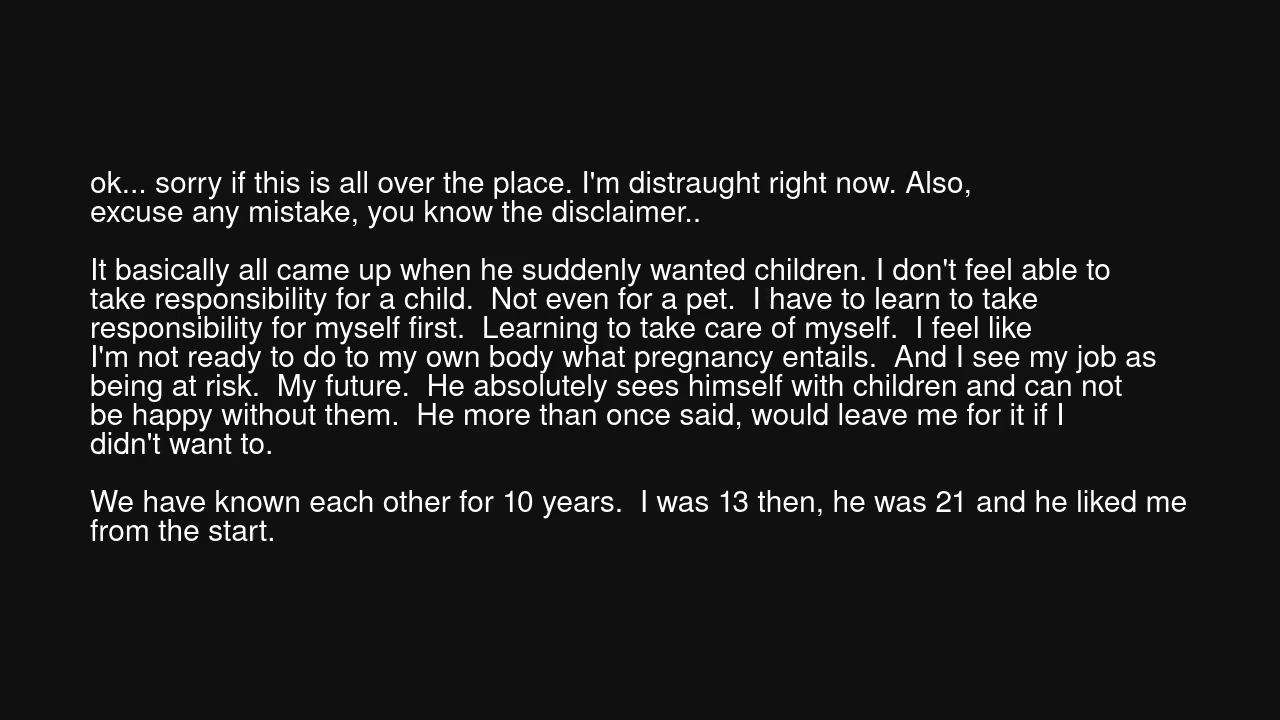 ok... sorry if this is all over the place. I'm distraught right now. Also,
excuse any mistake, you know the disclaimer..
It basically all came up when he suddenly wanted children. I don't feel able to
take responsibility for a child.  Not even for a pet.  I have to learn to take
responsibility for myself first.  Learning to take care of myself.  I feel like
I'm not ready to do to my own body what pregnancy entails.  And I see my job as
being at risk.  My future.  He absolutely sees himself with children and can not
be happy without them.  He more than once said, would leave me for it if I
didn't want to.
We have known each other for 10 years.  I was 13 then, he was 21 and he liked me
from the start.